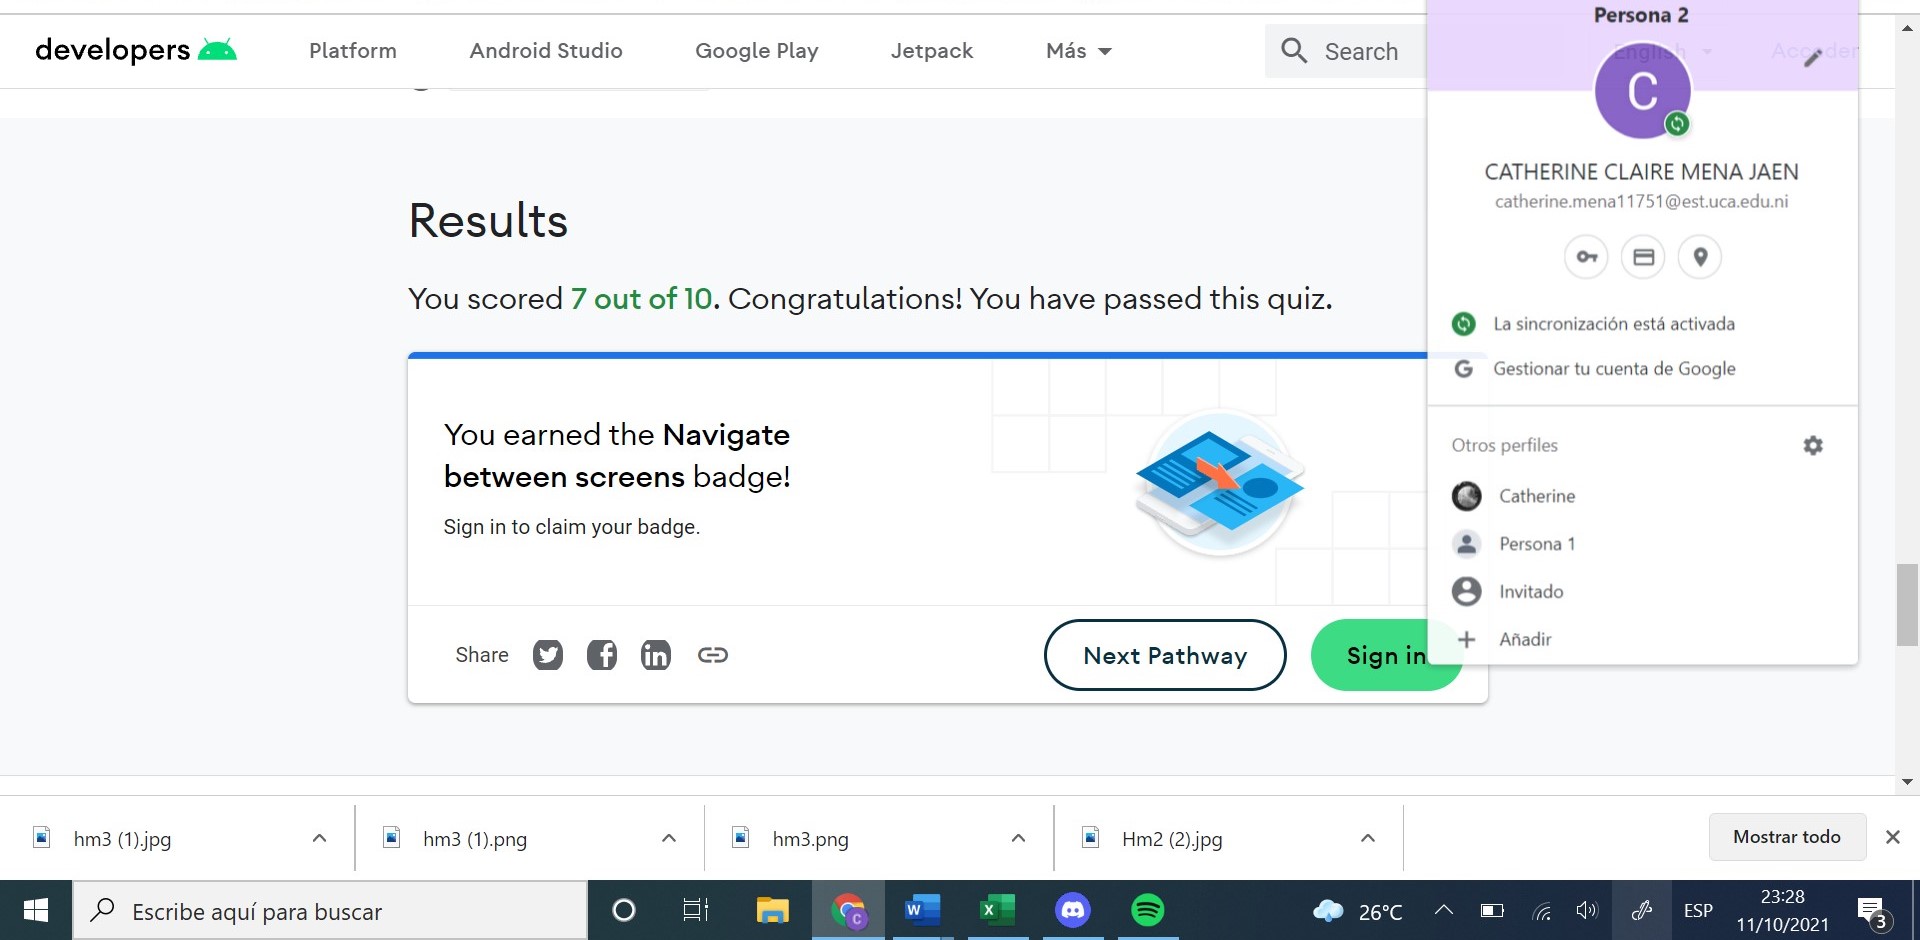 developers
Platform
Android Studio
Google Play
Jetpack
Más
Search
English
Acceder
Persona 2
C
CATHERINE CLAIRE MENA JAEN
catherine.mena11751@est.uca.edu.ni
La sincronización está activada
G Gestionar tu cuenta de Google
Otros perfiles
Catherine
Persona 1
Invitado
Añadir
Results
You scored 7 out of 10. Congratulations! You have passed this quiz.
You earned the Navigate
between screens badge!
Sign in to claim your badge.
Share
Next Pathway
Sign in
hm3 (1).jpg
hm3 (1).png
hm3.png
Hm2 (2).jpg
Mostrar todo
Escribe aquí para buscar
26°C
ESP
23:28
11/10/2021
3